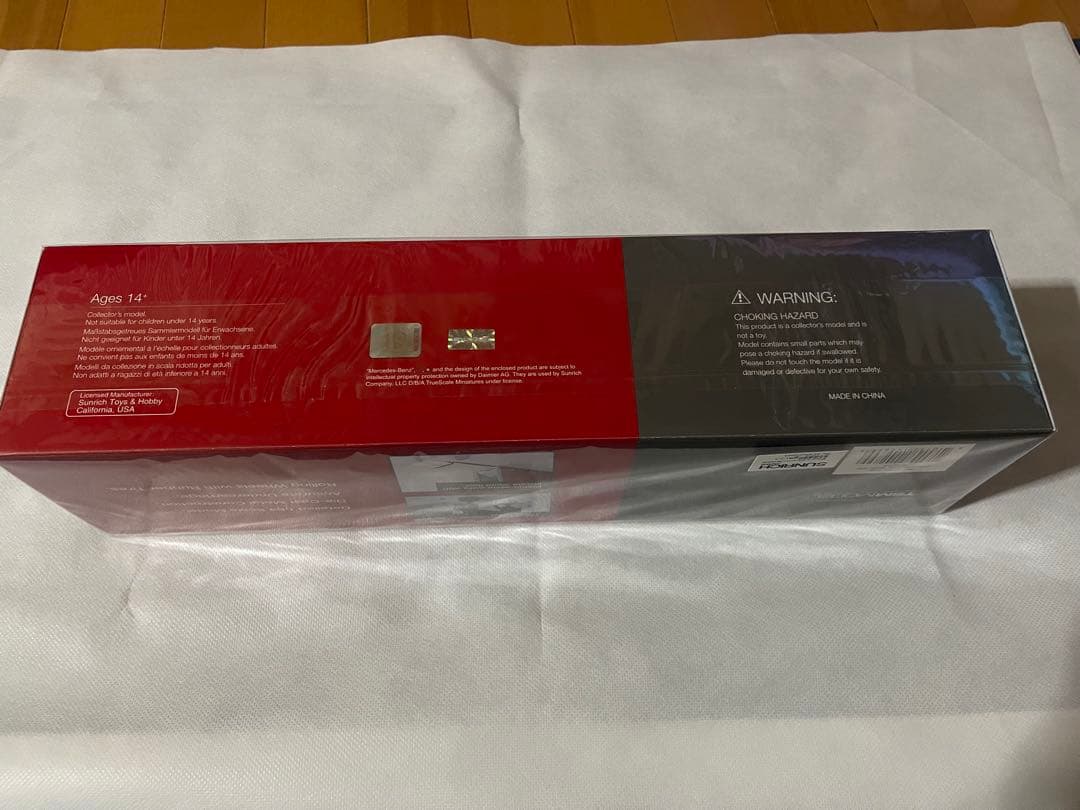 Ages 14+
Collector's model.
Not suitable for children under 14 years.
Maßstabsgetreues Sammlermodell für Erwachsene.
Nicht geeignet für Kinder unter 14 Jahren.
Modèle ornemental à l'échelle pour collectionneurs adultes.
Ne convient pas aux enfants de moins de 14 ans.
Modelli da collezione in scala ridotta per adulti.
Non adatti a ragazzi di età inferiore a 14 anni.
Licensed Manufacturer:
Sunrich Toys & Hobby
California, USA
"Mercedes-Benz", and the design of the enclosed product are subject to
intellectual property protection owned by Daimler AG. They are used by Sunrich
Company, LLC D/B/A TrueScale Miniatures under license.
WARNING:
CHOKING HAZARD
This product is a collector's model and is
not a toy.
Model contains small parts which may
pose a choking hazard if swallowed.
Please do not touch the model if it is
damaged or defective for your own safety.
MADE IN CHINA
SUNRICH
Rolling Wheels with